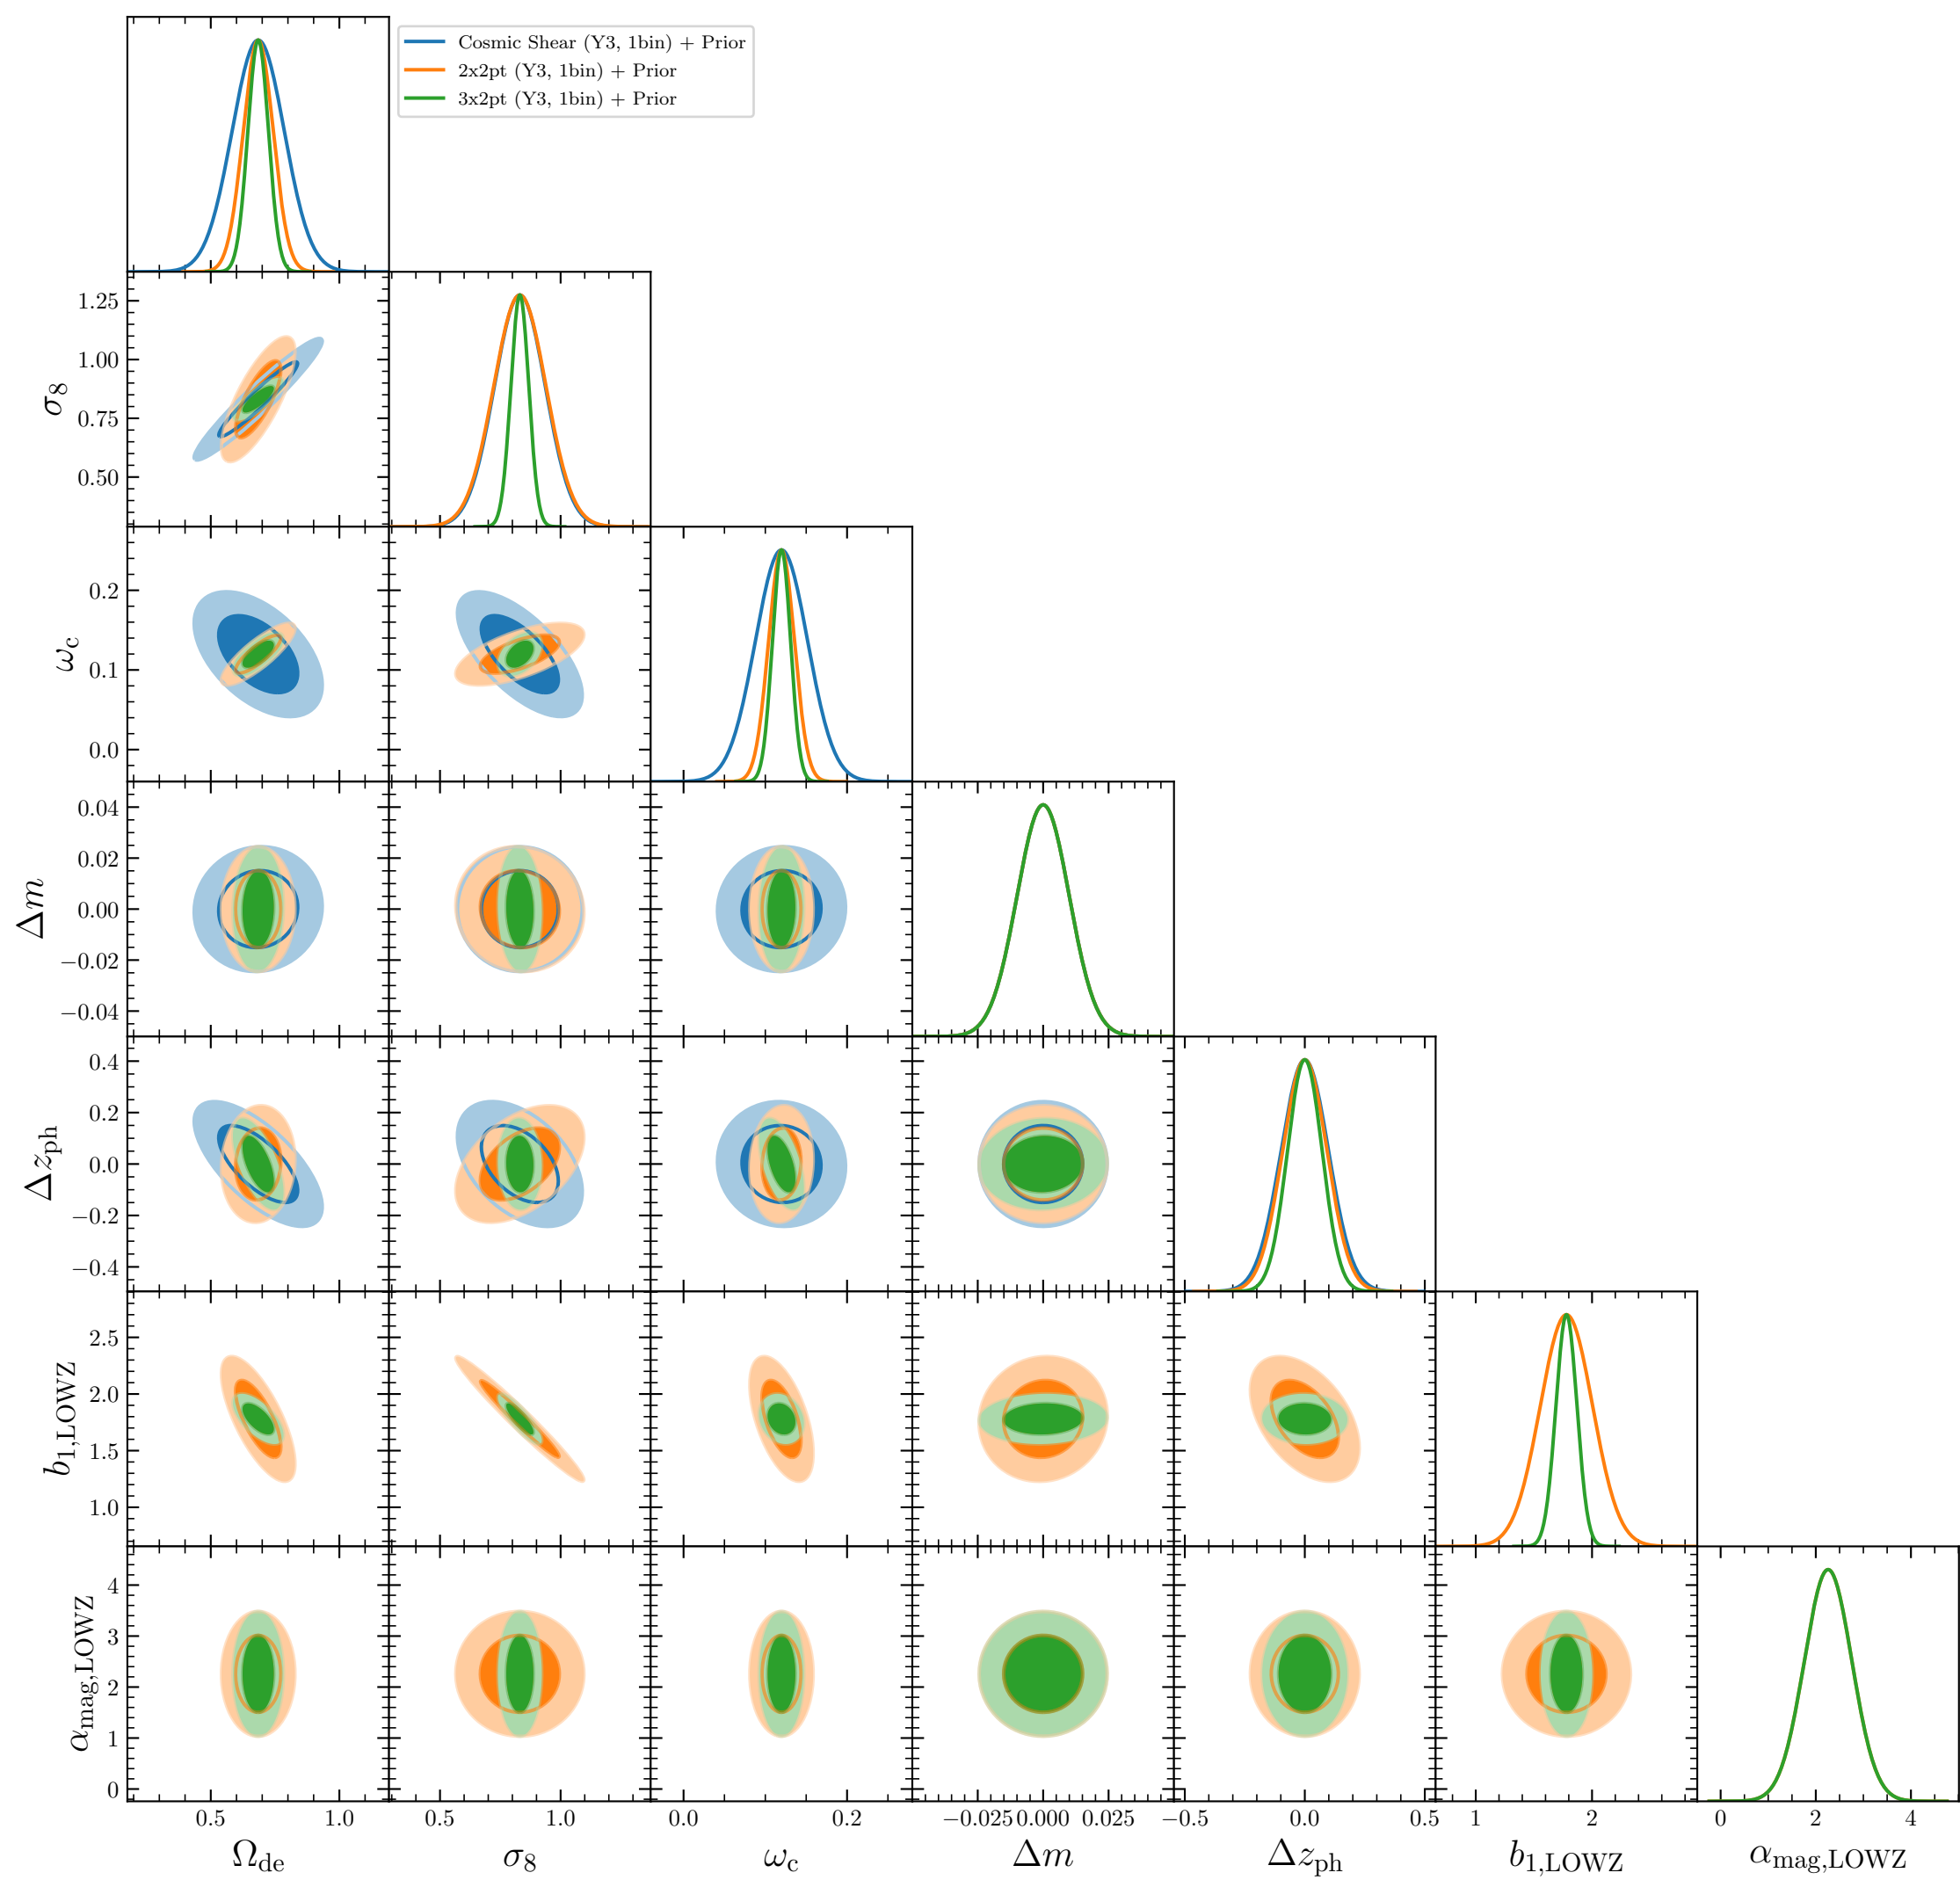 Cosmic Shear (Y3, 1bin) + Prior
2x2pt (Y3, 1bin) + Prior
3x2pt (Y3, 1bin) + Prior
1.25
1.00
0.75
0.50
σ8
0.2
0.1
0.0
ωc
0.04
0.02
0.00
−0.02
−0.04
Δm
0.4
0.2
0.0
−0.2
−0.4
Δzph
2.5
2.0
1.5
1.0
b1,LOWZ
4
3
2
1
0
αmag,LOWZ
0.5 1.0 0.5 1.0 0.0 0.2 −0.025 0.000 0.025 −0.5 0.0 0.5 1 2 0 2 4
Ωde σ8 ωc Δm Δzph b1,LOWZ αmag,LOWZ